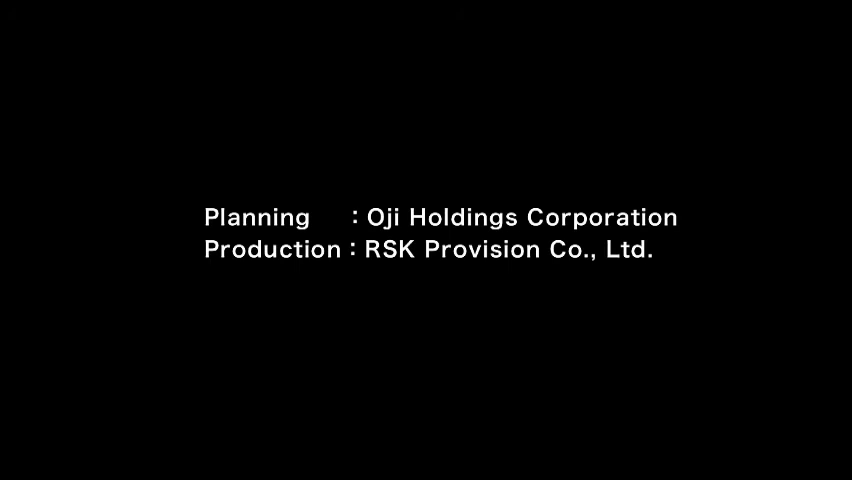 Planning : Oji Holdings Corporation
Production : RSK Provision Co., Ltd.